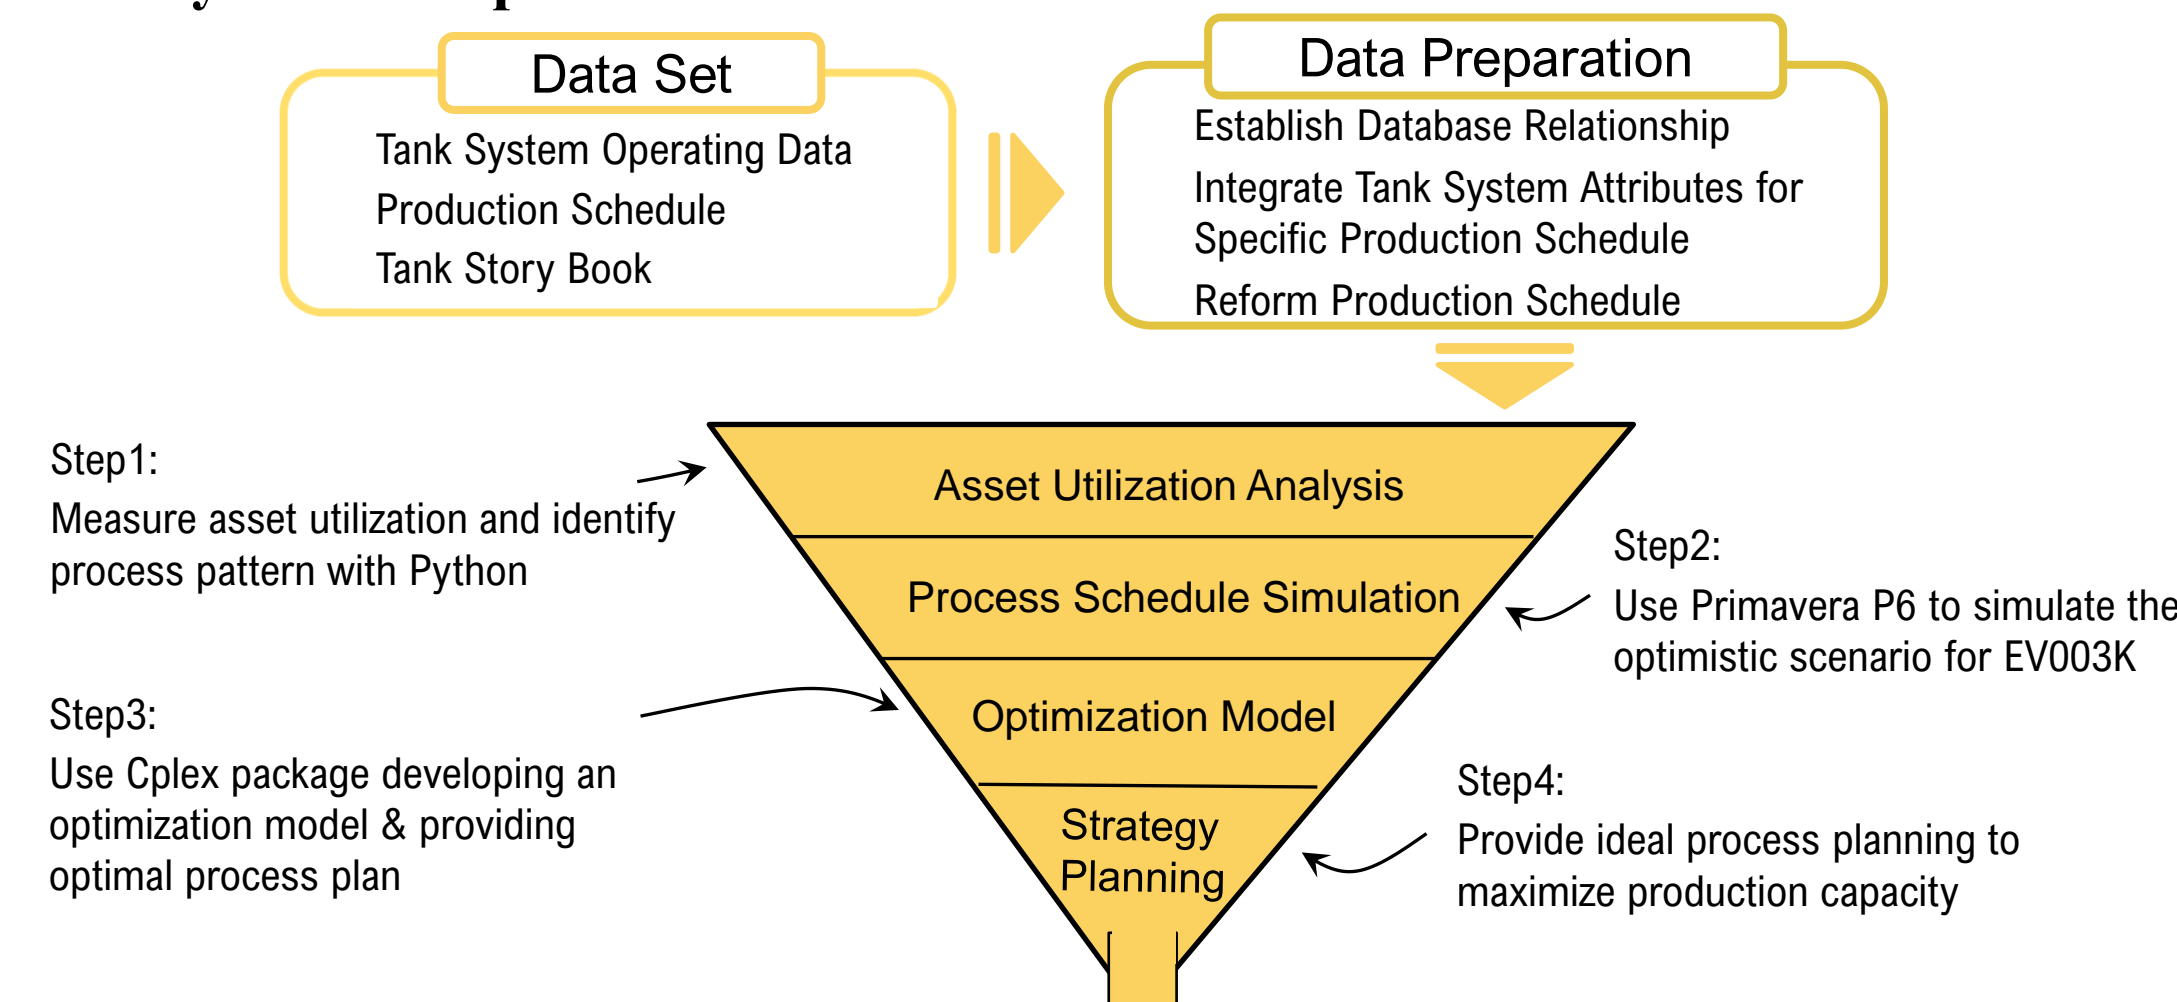 Data Set
Tank System Operating Data
Production Schedule
Tank Story Book
Data Preparation
Establish Database Relationship
Integrate Tank System Attributes for
Specific Production Schedule
Reform Production Schedule
Asset Utilization Analysis
Process Schedule Simulation
Optimization Model
Strategy
Planning
Step1:
Measure asset utilization and identify
process pattern with Python
Step2:
Use Primavera P6 to simulate the
optimistic scenario for EV003K
Step3:
Use Cplex package developing an
optimization model & providing
optimal process plan
Step4:
Provide ideal process planning to
maximize production capacity